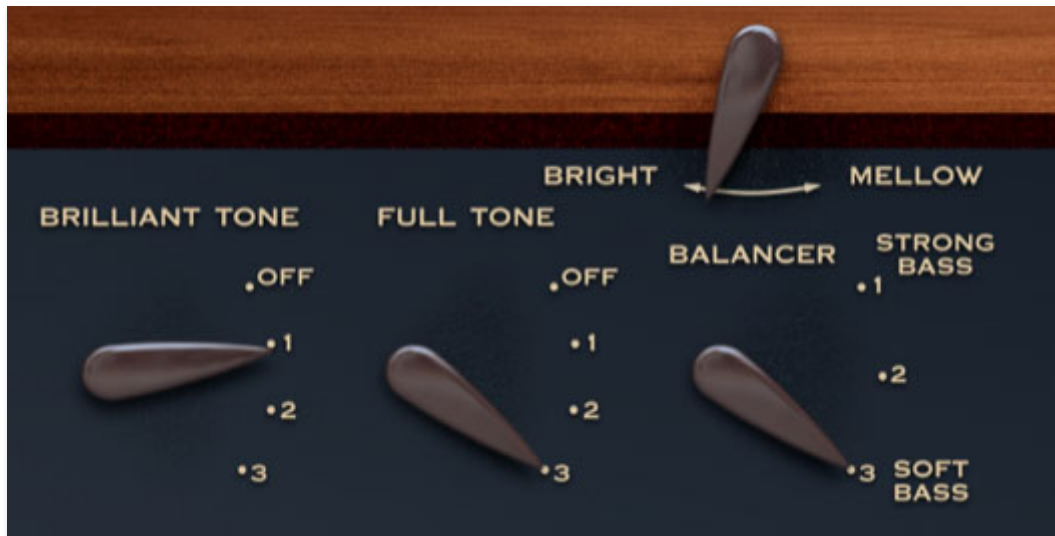 BRIGHT MELLOW
BRILLIANT TONE
FULL TONE
BALANCER
STRONG
BASS
OFF
1
2
3
OFF
1
2
3
1
2
3
SOFT
BASS